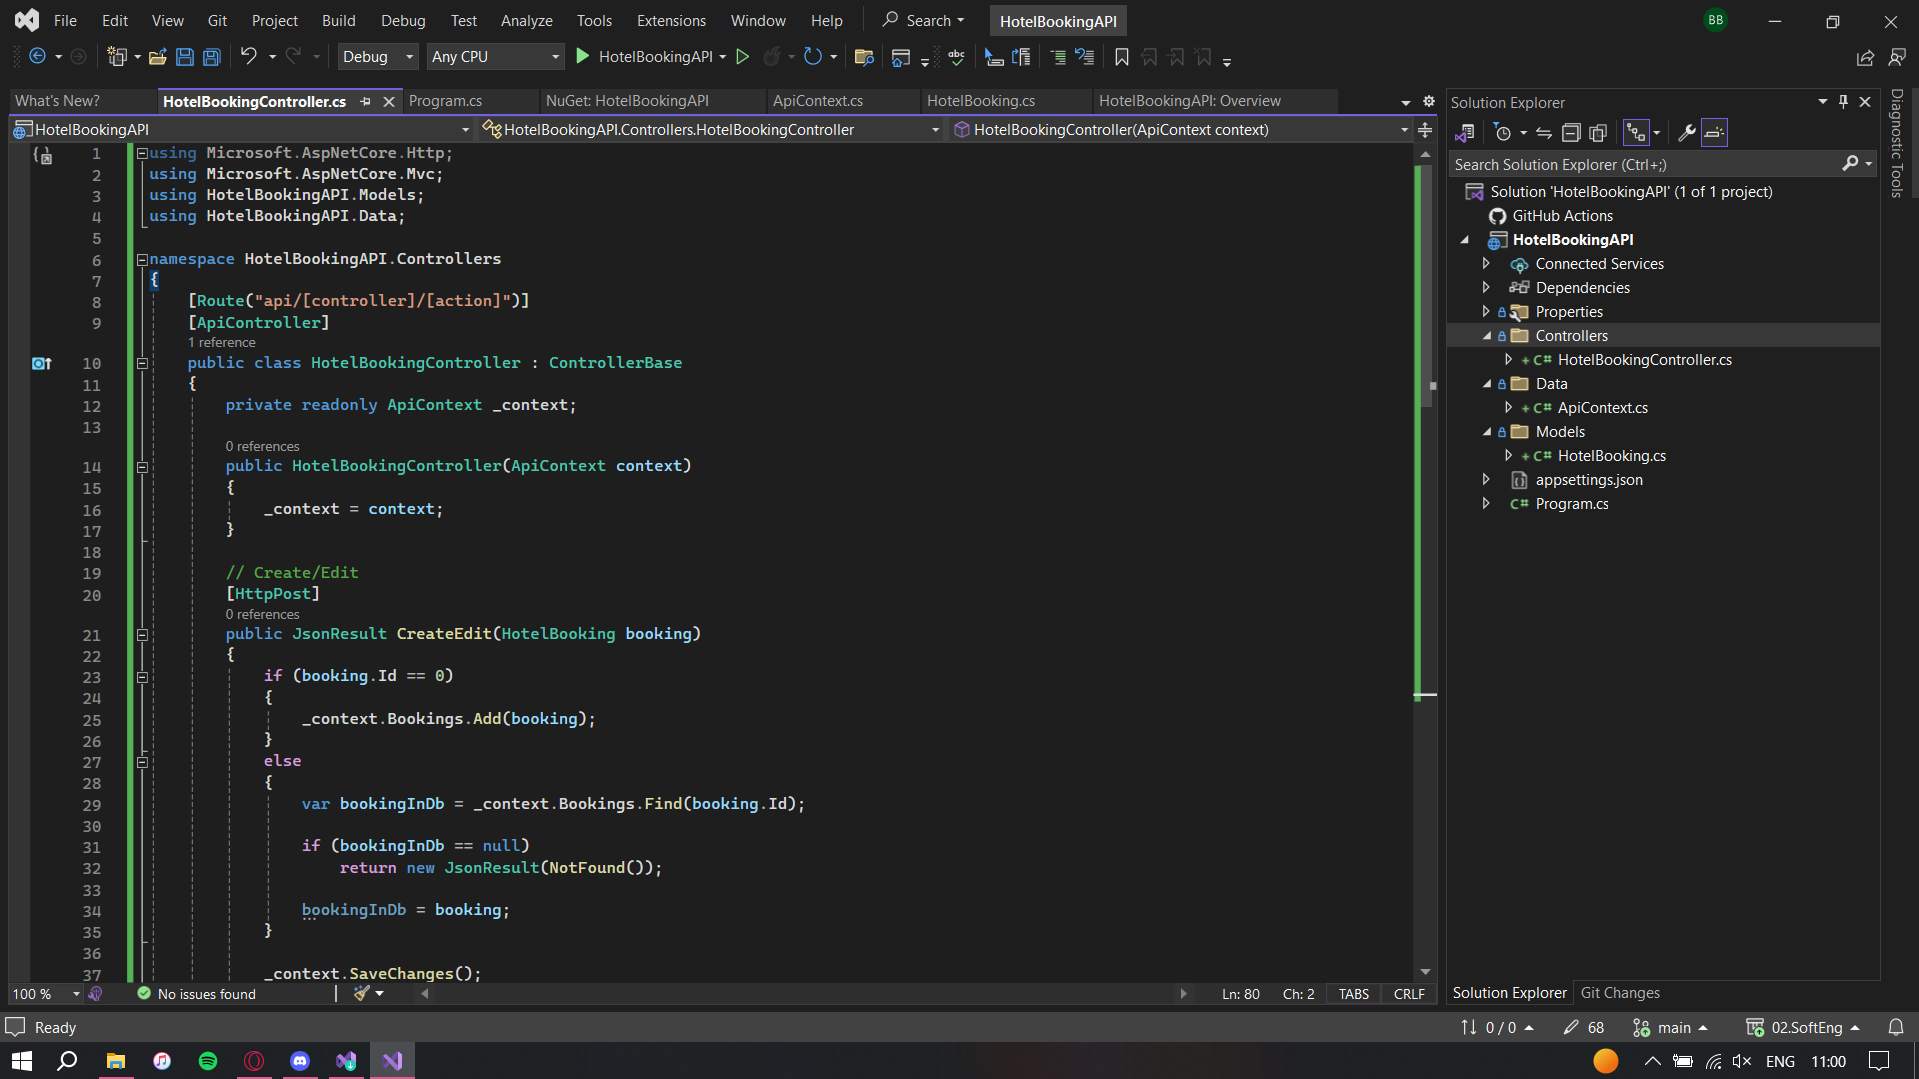 File Edit View Git Project Build Debug Test Analyze Tools Extensions Window Help Search HotelBookingAPI BB
Debug Any CPU HotelBookingAPI
What's New? HotelBookingController.cs Program.cs NuGet: HotelBookingAPI ApiContext.cs HotelBooking.cs HotelBookingAPI: Overview
HotelBookingAPI HotelBookingAPI.Controllers.HotelBookingController HotelBookingController(ApiContext context)
1 using Microsoft.AspNetCore.Http;
2 using Microsoft.AspNetCore.Mvc;
3 using HotelBookingAPI.Models;
4 using HotelBookingAPI.Data;
5
6 namespace HotelBookingAPI.Controllers
7 {
8 [Route("api/[controller]/[action]")]
9 [ApiController]
1 reference
10 public class HotelBookingController : ControllerBase
11 {
12 private readonly ApiContext _context;
13
0 references
14 public HotelBookingController(ApiContext context)
15 {
16 _context = context;
17 }
18
19 // Create/Edit
20 [HttpPost]
0 references
21 public JsonResult CreateEdit(HotelBooking booking)
22 {
23 if (booking.Id == 0)
24 {
25 _context.Bookings.Add(booking);
26 }
27 else
28 {
29 var bookingInDb = _context.Bookings.Find(booking.Id);
30
31 if (bookingInDb == null)
32 return new JsonResult(NotFound());
33
34 bookingInDb = booking;
35 }
36
37 _context.SaveChanges();
100 % No issues found Ln: 80 Ch: 2 TABS CRLF
Solution Explorer
Search Solution Explorer (Ctrl+;)
Solution 'HotelBookingAPI' (1 of 1 project)
GitHub Actions
HotelBookingAPI
Connected Services
Dependencies
Properties
Controllers
C# HotelBookingController.cs
Data
C# ApiContext.cs
Models
C# HotelBooking.cs
appsettings.json
C# Program.cs
Solution Explorer Git Changes
Diagnostic Tools
Ready 0 / 0 68 main 02.SoftEng
ENG 11:00